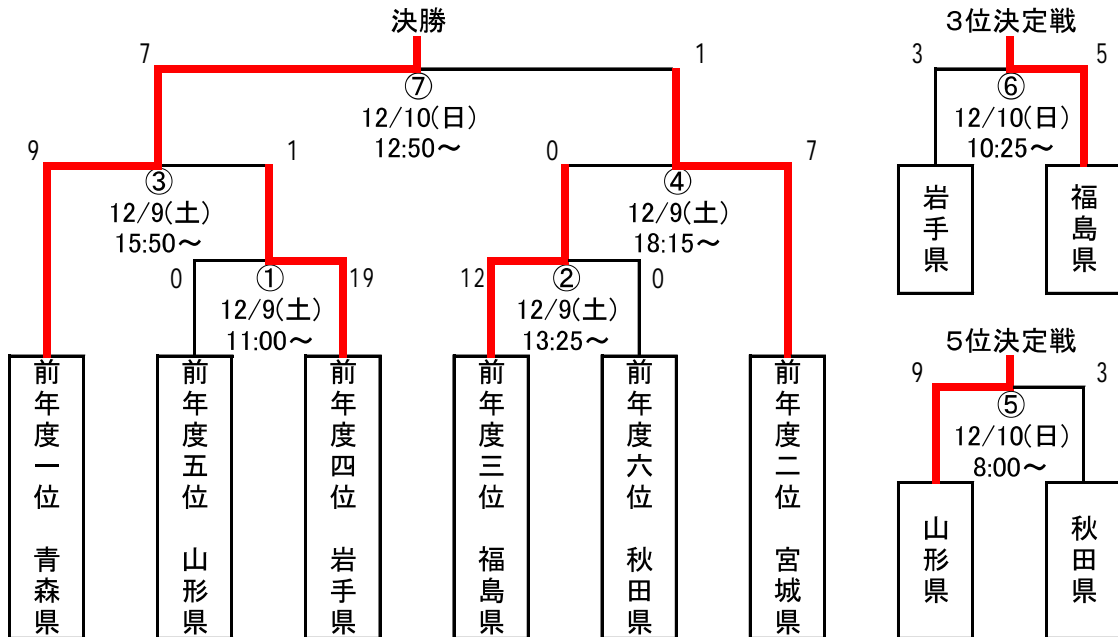 決勝
7
1
⑦
12/10(日)
12:50～
9
1
0
7
③
12/9(土)
15:50～
④
12/9(土)
18:15～
0
19
12
0
①
12/9(土)
11:00～
②
12/9(土)
13:25～
前年度一位 青森県
前年度五位 山形県
前年度四位 岩手県
前年度三位 福島県
前年度六位 秋田県
前年度二位 宮城県
3位決定戦
3
5
⑥
12/10(日)
10:25～
岩手県
福島県
5位決定戦
9
3
⑤
12/10(日)
8:00～
山形県
秋田県